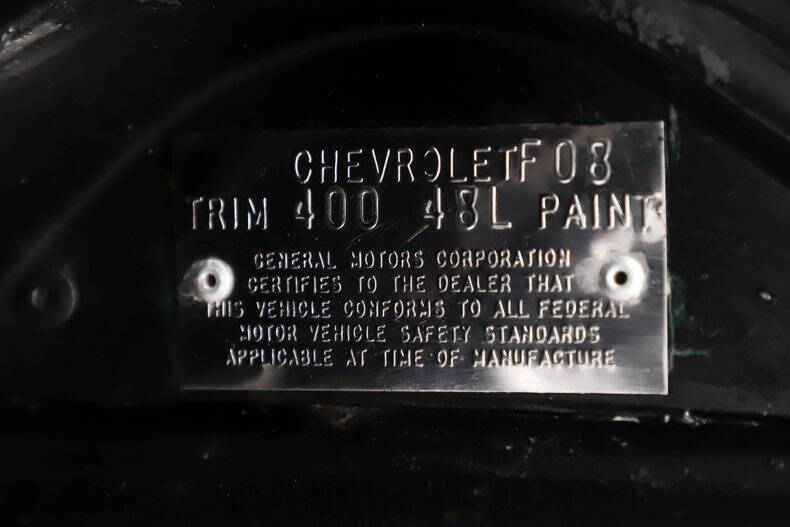 CHEVROLET F08
TRIM 400 48L PAINT
GENERAL MOTORS CORPORATION
CERTIFIES TO THE DEALER THAT
THIS VEHICLE CONFORMS TO ALL FEDERAL
MOTOR VEHICLE SAFETY STANDARDS
APPLICABLE AT TIME OF MANUFACTURE